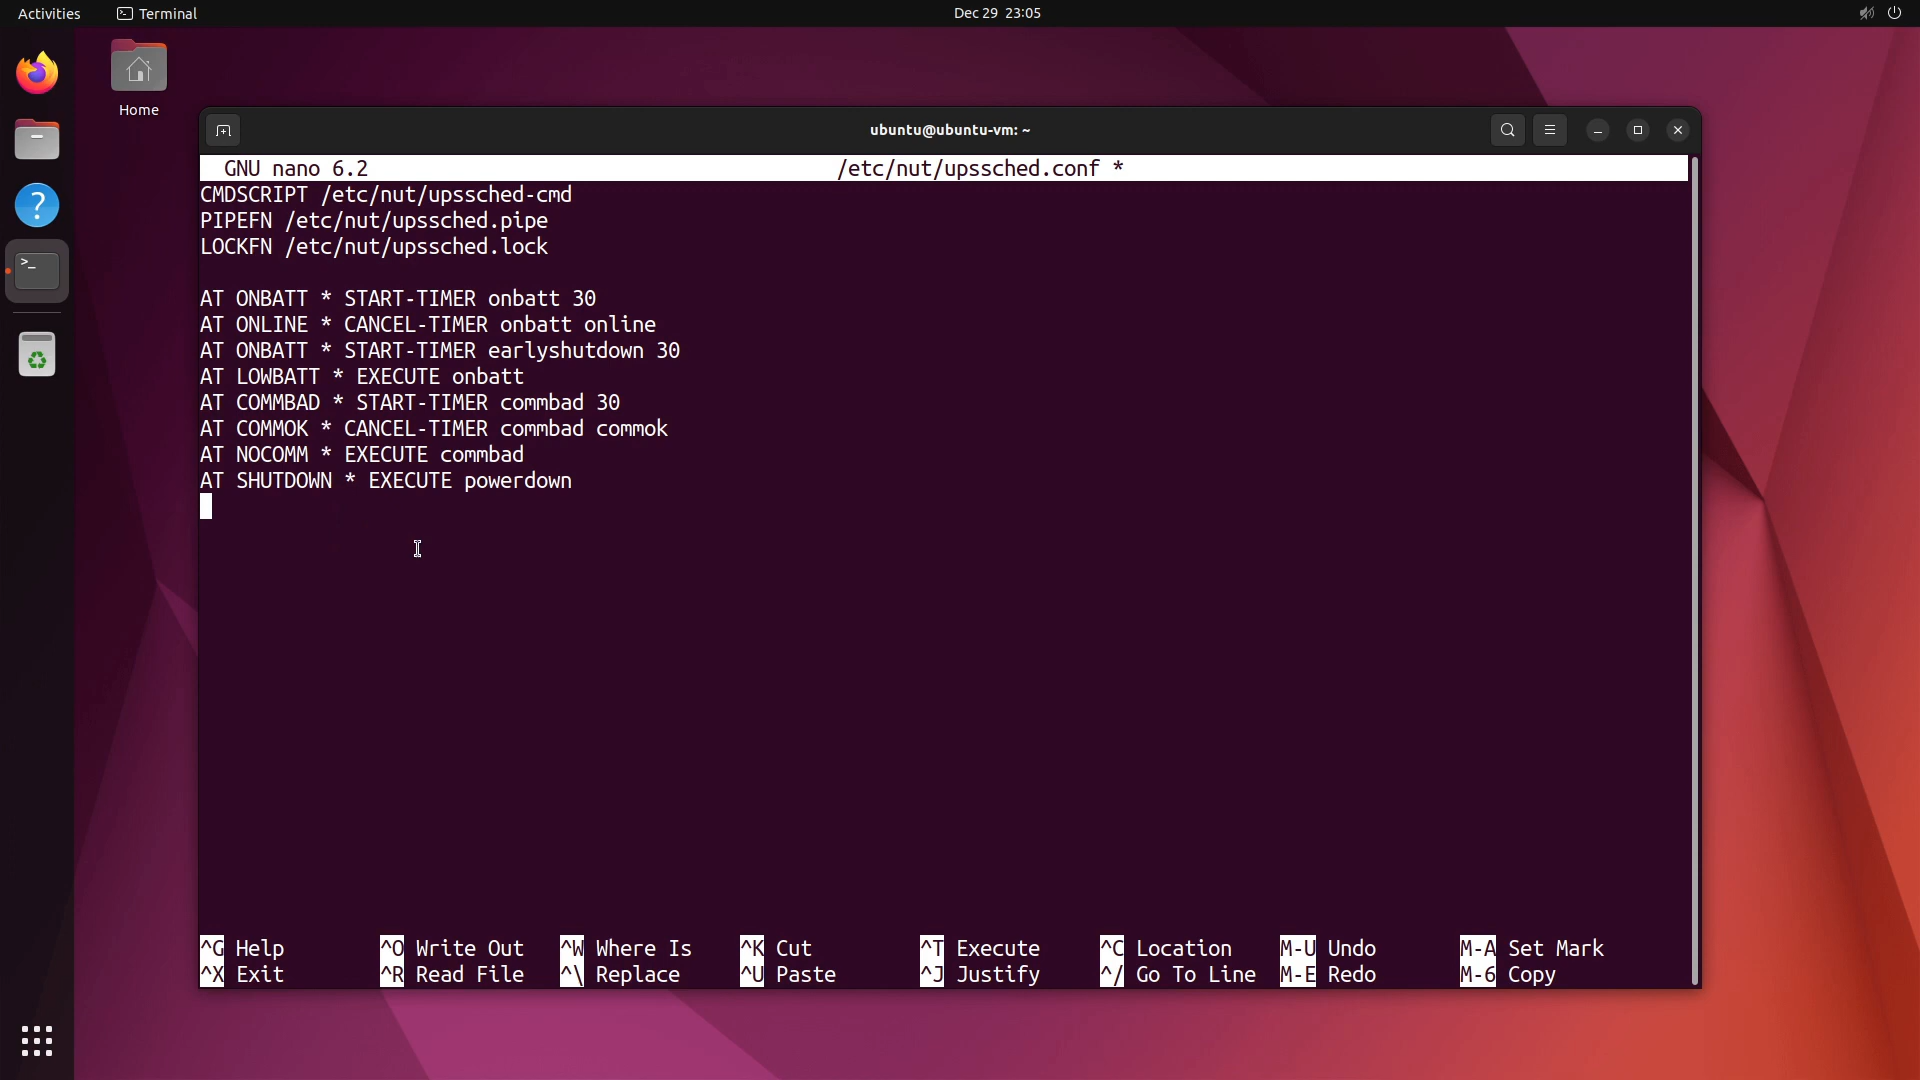 Activities Terminal Dec 29 23:05
Home
ubuntu@ubuntu-vm: ~
GNU nano 6.2 /etc/nut/upssched.conf *
CMDSCRIPT /etc/nut/upssched-cmd
PIPEFN /etc/nut/upssched.pipe
LOCKFN /etc/nut/upssched.lock
AT ONBATT * START-TIMER onbatt 30
AT ONLINE * CANCEL-TIMER onbatt online
AT ONBATT * START-TIMER earlyshutdown 30
AT LOWBATT * EXECUTE onbatt
AT COMMBAD * START-TIMER commbad 30
AT COMMOK * CANCEL-TIMER commbad commok
AT NOCOMM * EXECUTE commbad
AT SHUTDOWN * EXECUTE powerdown
^G Help ^O Write Out ^W Where Is ^K Cut ^T Execute ^C Location M-U Undo M-A Set Mark
^X Exit ^R Read File ^\ Replace ^U Paste ^J Justify ^/ Go To Line M-E Redo M-6 Copy